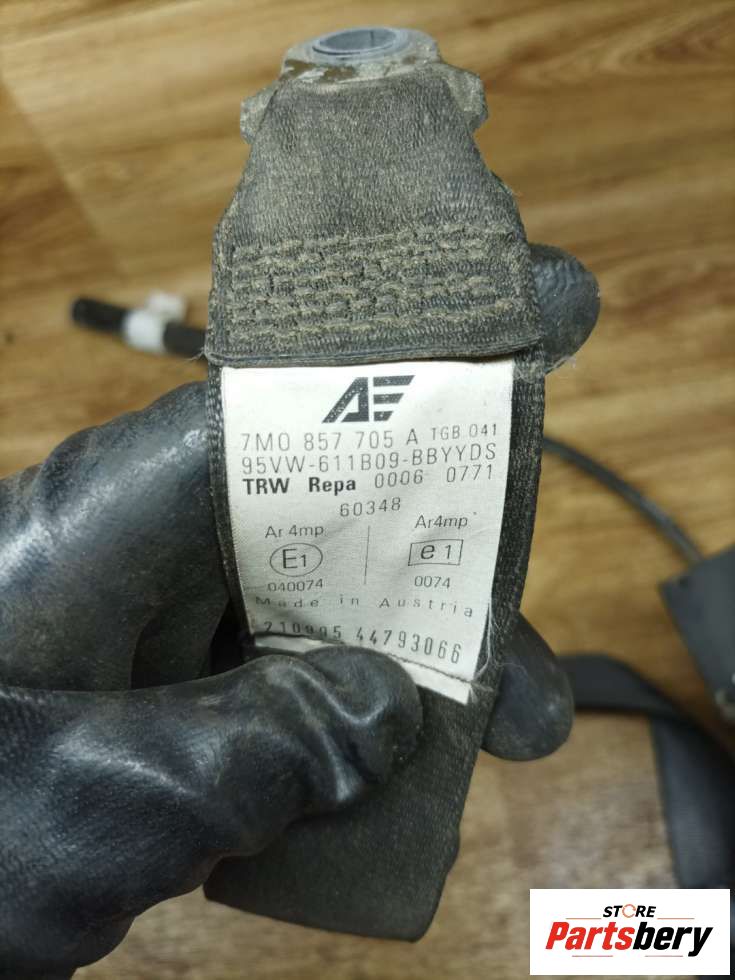 AE
7M0 857 705 A TGB 041
95VW-611B09-BBYYDS
TRW Repa 0006 0771
60348
Ar 4mp Ar4mp
E1 e1
040074 0074
Made in Austria
44793066
STORE
Partsbery